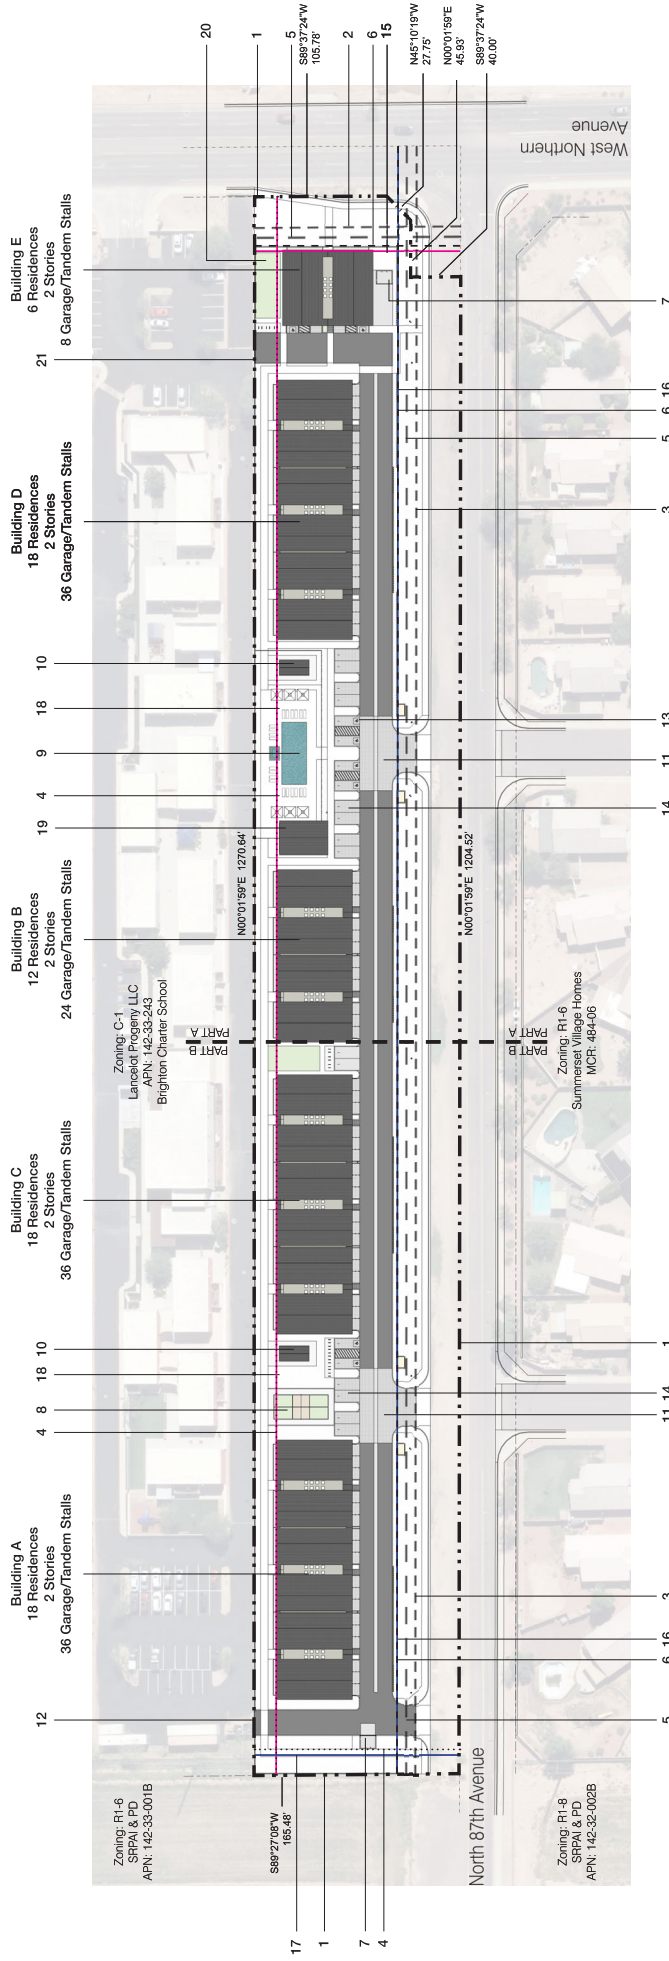 20
1
5
S89°37'24"W
105.78'
2
6
15
N45°10'19"W
27.75'
N00°01'59"E
45.93'
S89°37'24"W
40.00'
West Northern
Avenue
Building E
6 Residences
2 Stories
8 Garage/Tandem Stalls
21
Building D
18 Residences
2 Stories
36 Garage/Tandem Stalls
10
18
9
4
19
Building B
12 Residences
2 Stories
24 Garage/Tandem Stalls
Zoning: C-1
Lancelot Progeny LLC
APN: 142-33-243
Brighton Charter School
N00°01'59"E 1270.64'
PART A
PART B
Building C
18 Residences
2 Stories
36 Garage/Tandem Stalls
10
18
8
4
Building A
18 Residences
2 Stories
36 Garage/Tandem Stalls
12
Zoning: R1-6
SRPAI & PD
APN: 142-33-001B
S89°27'08"W
165.48'
17
1
7
4
7
16
6
5
3
13
11
14
N00°01'59"E 1204.52'
PART A
PART B
Zoning: R1-6
Summerset Village Homes
MCR: 484-06
1
14
11
3
16
6
5
North 87th Avenue
Zoning: R1-8
SRPAI & PD
APN: 142-32-002B